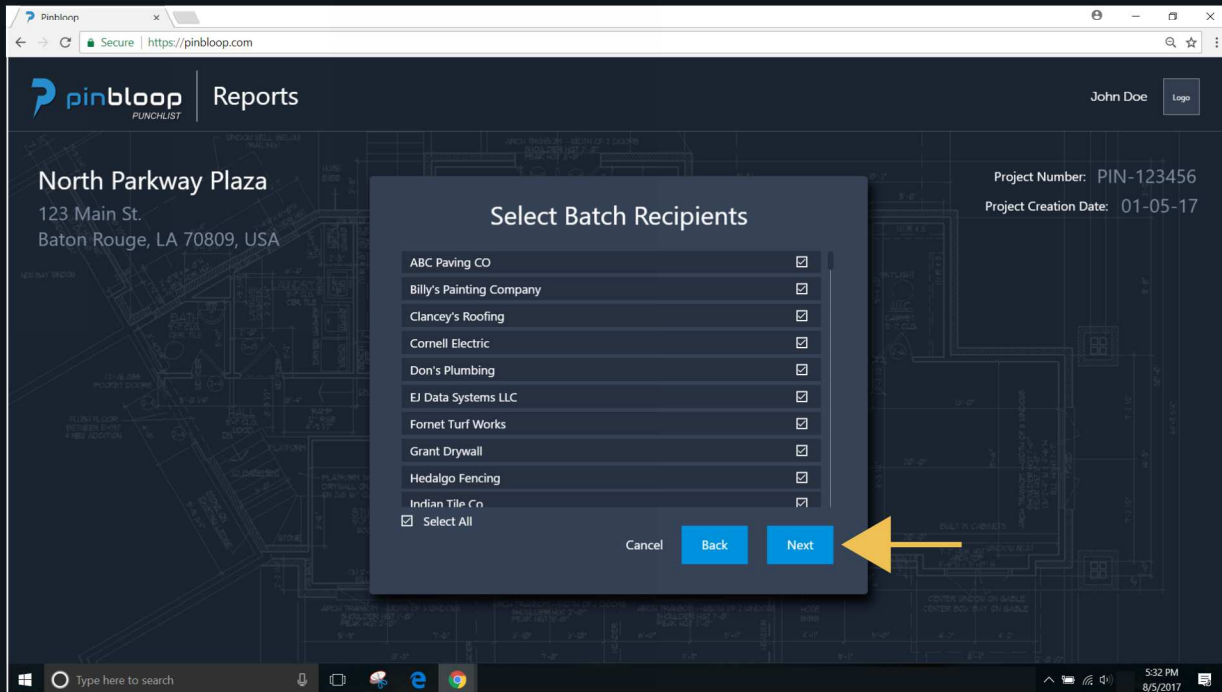 Pinbloop
Secure | https://pinbloop.com
pinbloop
PUNCHLIST
Reports
John Doe
Logo
North Parkway Plaza
123 Main St.
Baton Rouge, LA 70809, USA
Project Number: PIN-123456
Project Creation Date: 01-05-17
Select Batch Recipients
ABC Paving CO
Billy's Painting Company
Clancey's Roofing
Cornell Electric
Don's Plumbing
EJ Data Systems LLC
Fornet Turf Works
Grant Drywall
Hedalgo Fencing
Indian Tile Co
Select All
Cancel
Back
Next
Type here to search
5:32 PM
8/5/2017